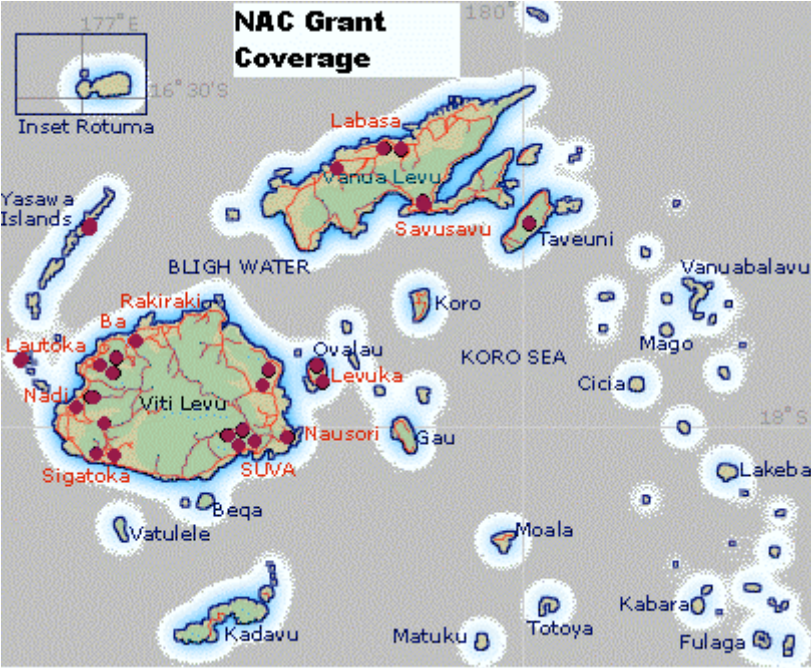 NAC Grant
Coverage
177°E
180°
16°30'S
Inset Rotuma
Labasa
Vanua Levu
Yasawa
Islands
Savusavu
Taveuni
BLIGH WATER
Vanuabalavu
Rakiraki
Koro
Ba
Lautoka
Ovalau
Mago
KORO SEA
Levuka
Cicia
Nadi
Viti Levu
18°S
Nausori
Gau
Sigatoka
SUVA
Lakeba
Beqa
Vatulele
Moala
Kabara
Totoya
Kadavu
Matuku
Fulaga